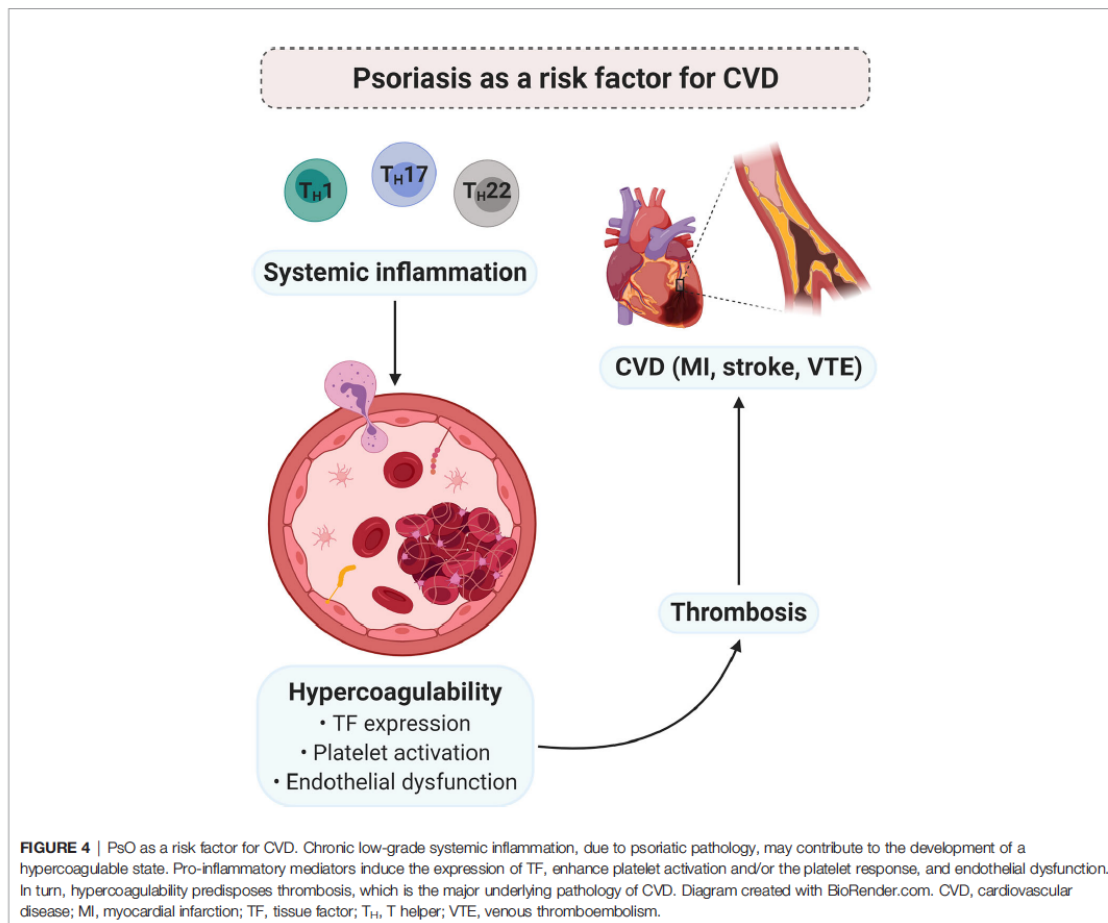 Psoriasis as a risk factor for CVD
TH1
TH17
TH22
Systemic inflammation
CVD (MI, stroke, VTE)
Thrombosis
Hypercoagulability
• TF expression
• Platelet activation
• Endothelial dysfunction
FIGURE 4 | PsO as a risk factor for CVD. Chronic low-grade systemic inflammation, due to psoriatic pathology, may contribute to the development of a
hypercoagulable state. Pro-inflammatory mediators induce the expression of TF, enhance platelet activation and/or the platelet response, and endothelial dysfunction.
In turn, hypercoagulability predisposes thrombosis, which is the major underlying pathology of CVD. Diagram created with BioRender.com. CVD, cardiovascular
disease; MI, myocardial infarction; TF, tissue factor; TH, T helper; VTE, venous thromboembolism.